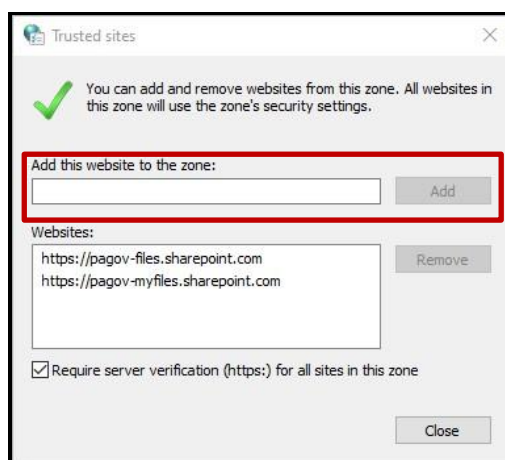 Trusted sites
You can add and remove websites from this zone. All websites in
this zone will use the zone's security settings.
Add this website to the zone:
Add
Websites:
https://pagov-files.sharepoint.com
https://pagov-myfiles.sharepoint.com
Remove
Require server verification (https:) for all sites in this zone
Close